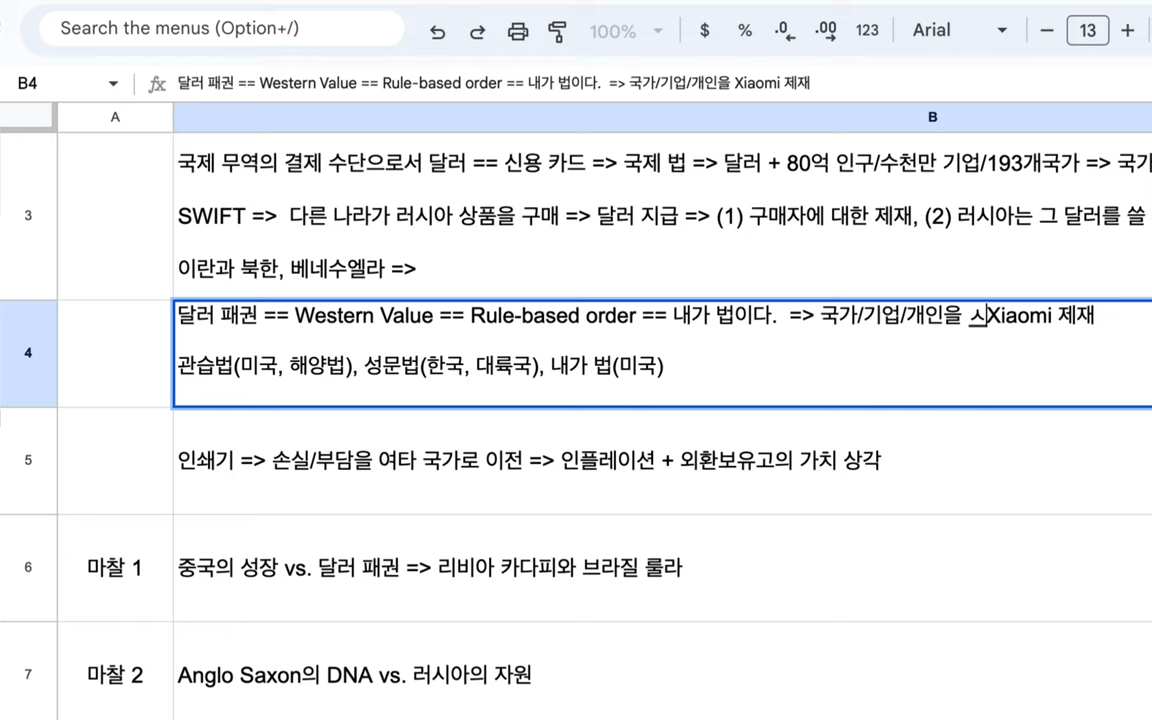 Search the menus (Option+/)
100%
$ % .0 .00 123 Arial 13
B4
fx 달러 패권 == Western Value == Rule-based order == 내가 법이다.  => 국가/기업/개인을 Xiaomi 제재
A B
3
국제 무역의 결제 수단으로서 달러 == 신용 카드 => 국제 법 => 달러 + 80억 인구/수천만 기업/193개국가 => 국가
SWIFT =>  다른 나라가 러시아 상품을 구매 => 달러 지급 => (1) 구매자에 대한 제재, (2) 러시아는 그 달러를 쓸
이란과 북한, 베네수엘라 =>
4
달러 패권 == Western Value == Rule-based order == 내가 법이다.  => 국가/기업/개인을 ㅅXiaomi 제재
관습법(미국, 해양법), 성문법(한국, 대륙국), 내가 법(미국)
5
인쇄기 => 손실/부담을 여타 국가로 이전 => 인플레이션 + 외환보유고의 가치 상각
6 마찰 1 중국의 성장 vs. 달러 패권 => 리비아 카다피와 브라질 룰라
7 마찰 2 Anglo Saxon의 DNA vs. 러시아의 자원